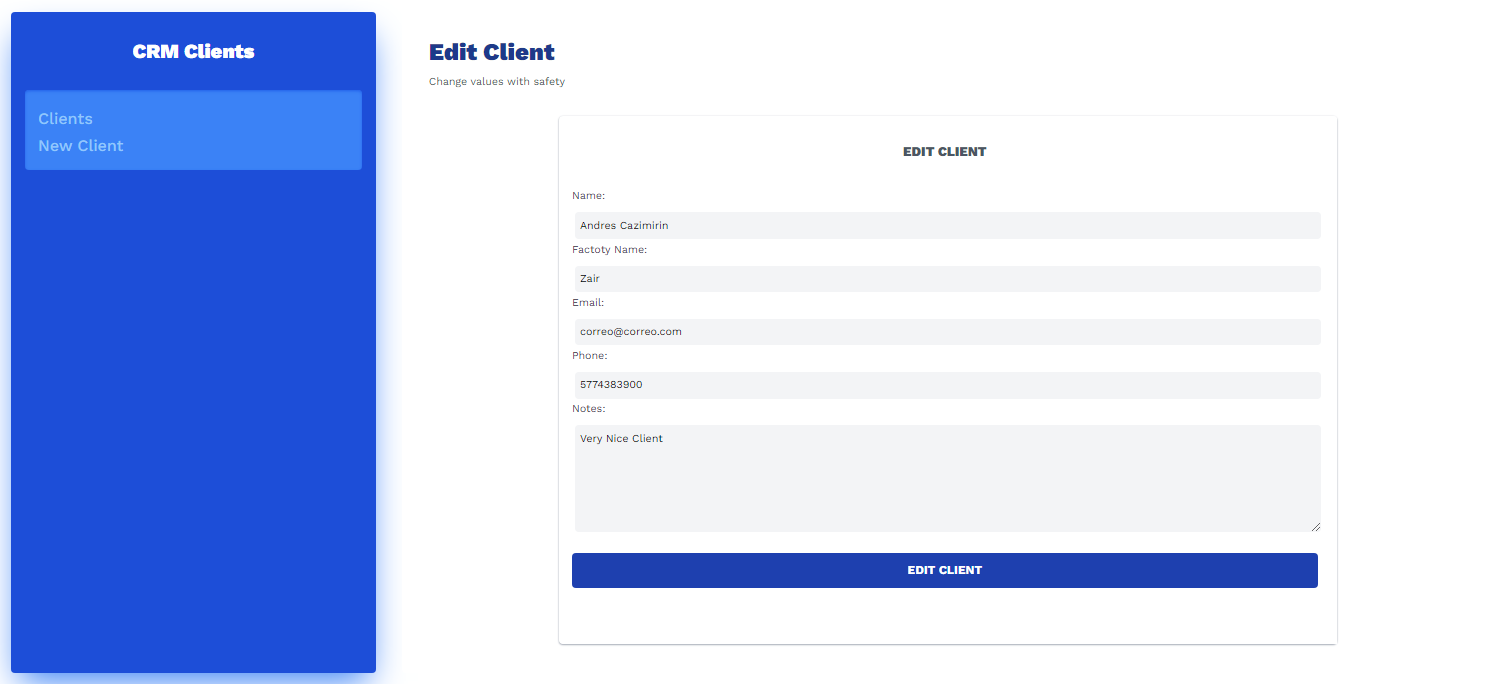 CRM Clients
Clients
New Client
Edit Client
Change values with safety
EDIT CLIENT
Name:
Andres Cazimirin
Factoty Name:
Zair
Email:
correo@correo.com
Phone:
5774383900
Notes:
Very Nice Client
EDIT CLIENT